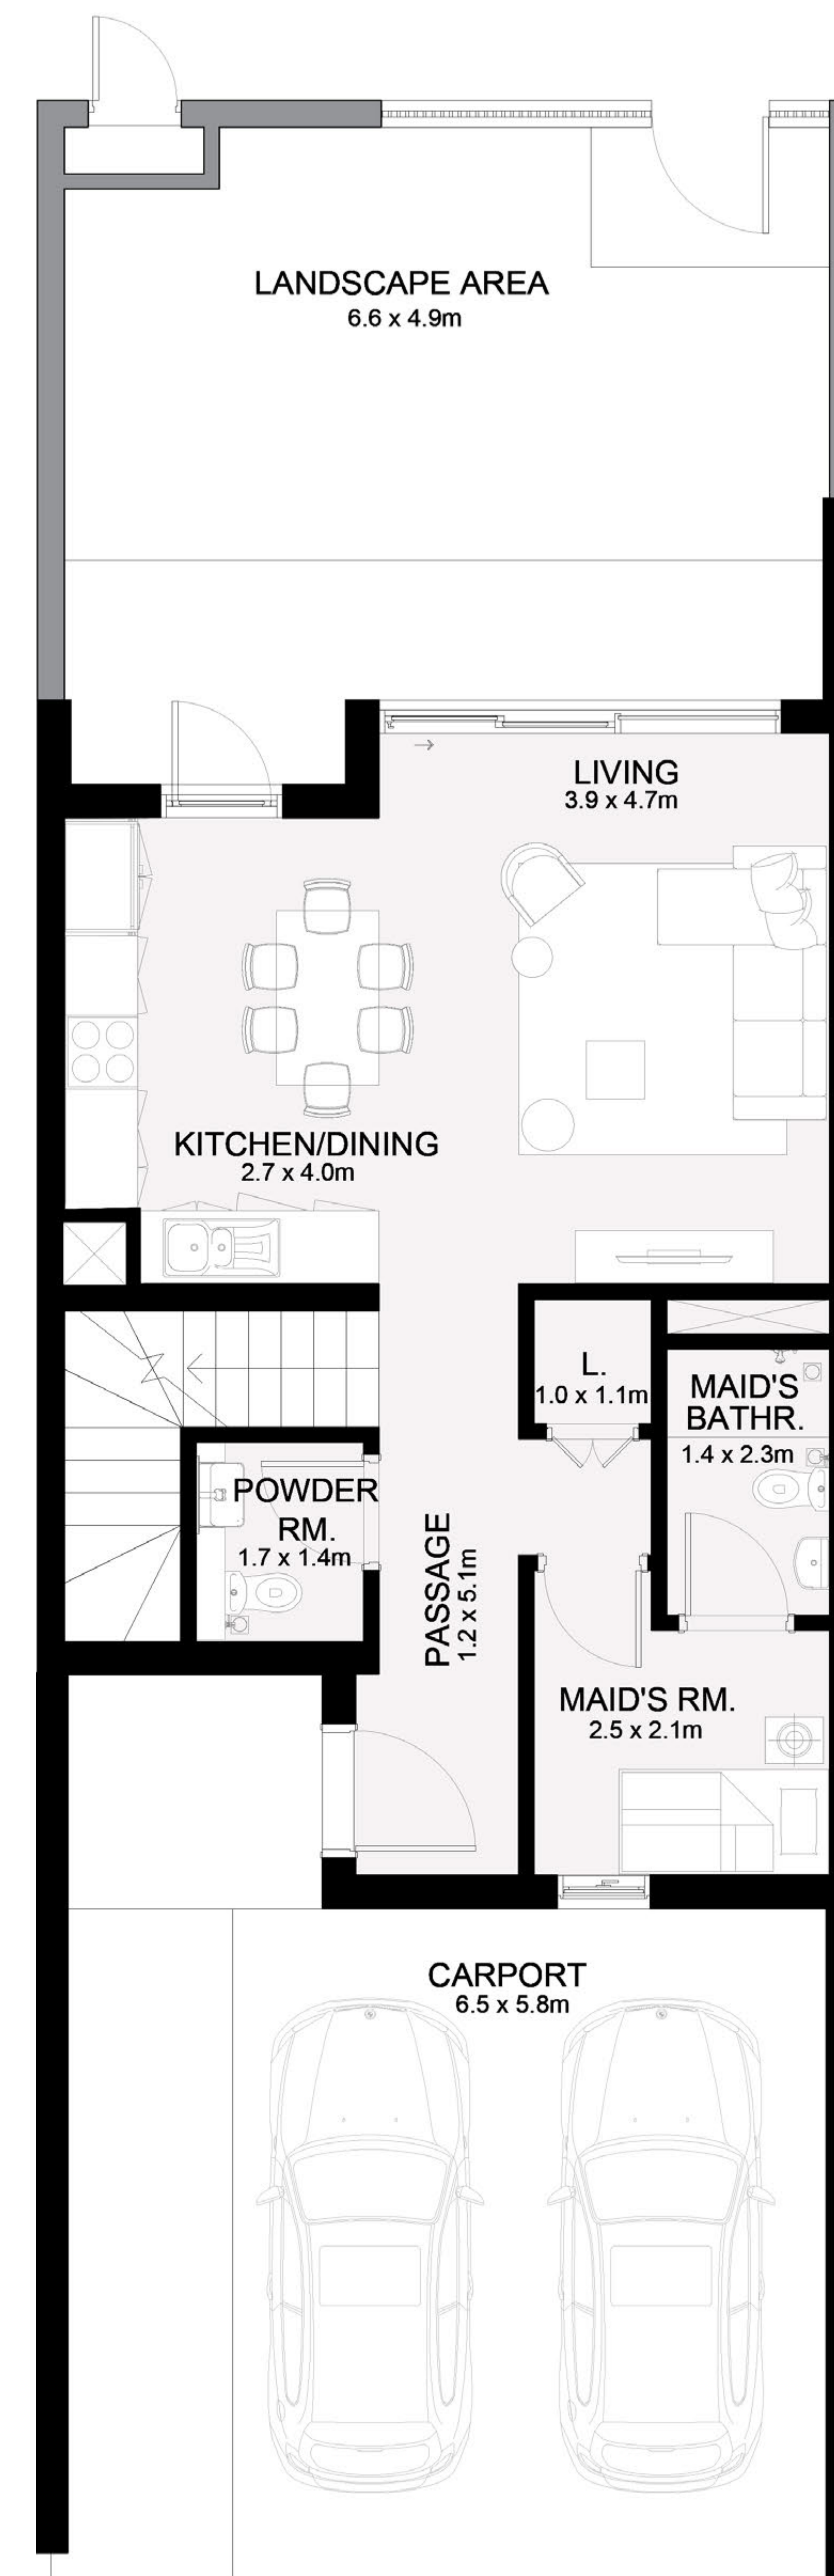 LANDSCAPE AREA
6.6 x 4.9m
LIVING
3.9 x 4.7m
KITCHEN/DINING
2.7 x 4.0m
L.
1.0 x 1.1m
MAID'S
BATHR.
1.4 x 2.3m
POWDER
RM.
1.7 x 1.4m
PASSAGE
1.2 x 5.1m
MAID'S RM.
2.5 x 2.1m
CARPORT
6.5 x 5.8m